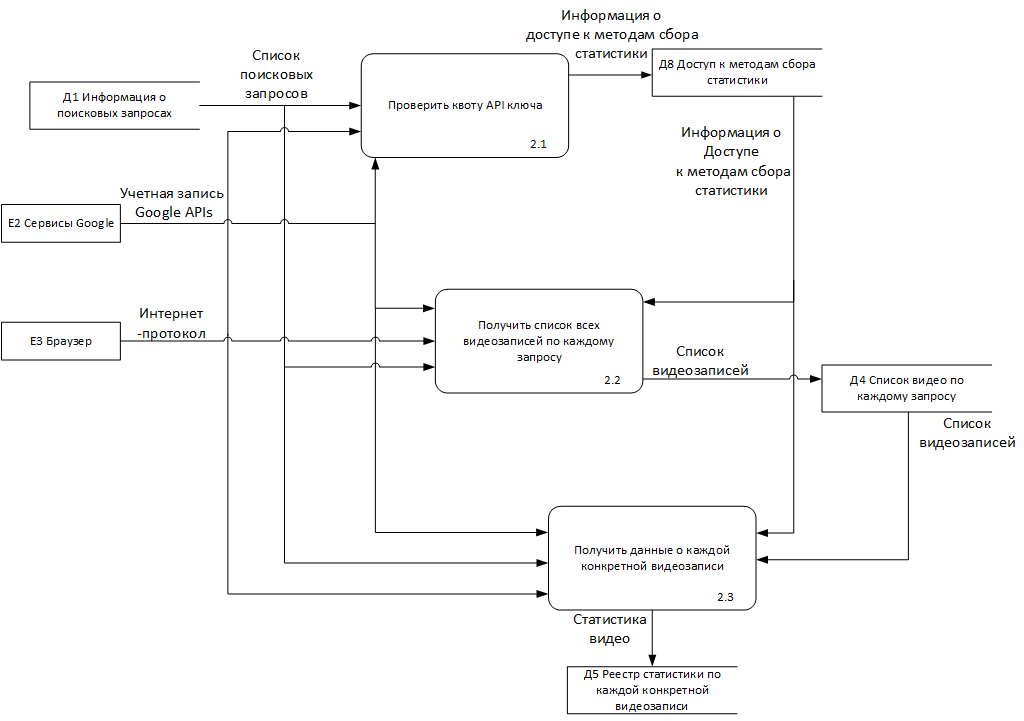 Информация о
доступе к методам сбора
статистики
Список
поисковых
запросов
Д1 Информация о
поисковых запросах
Проверить квоту API ключа
2.1
Д8 Доступ к методам сбора
статистики
Информация о
Доступе
к методам сбора
статистики
Учетная запись
Google APIs
E2 Сервисы Google
Интернет
-протокол
E3 Браузер
Получить список всех
видеозаписей по каждому
запросу
2.2
Список
видеозаписей
Д4 Список видео по
каждому запросу
Список
видеозаписей
Получить данные о каждой
конкретной видеозаписи
2.3
Статистика
видео
Д5 Реестр статистики по
каждой конкретной
видеозаписи